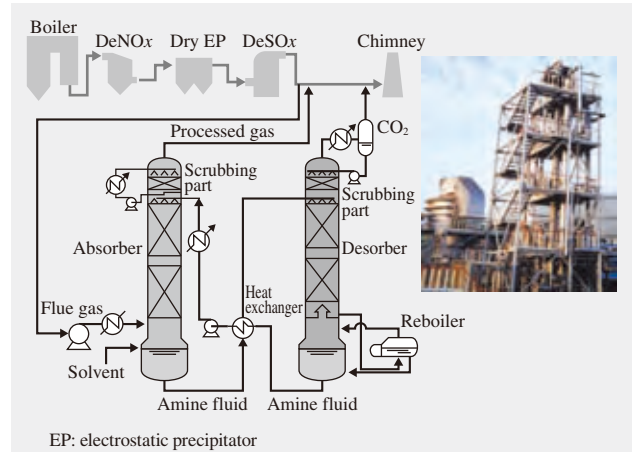 Boiler
DeNOx
Dry EP
DeSOx
Chimney
Processed gas
CO2
Scrubbing
part
Scrubbing
part
Absorber
Desorber
Heat
exchanger
Flue gas
Reboiler
Solvent
Amine fluid
Amine fluid
EP: electrostatic precipitator